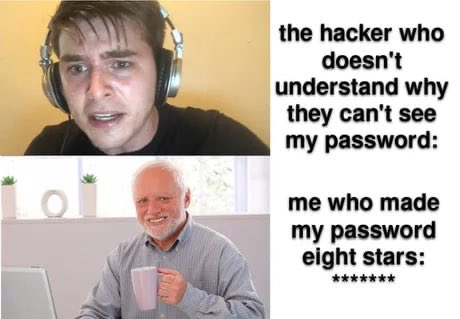 the hacker who
doesn't
understand why
they can't see
my password:
me who made
my password
eight stars:
*******